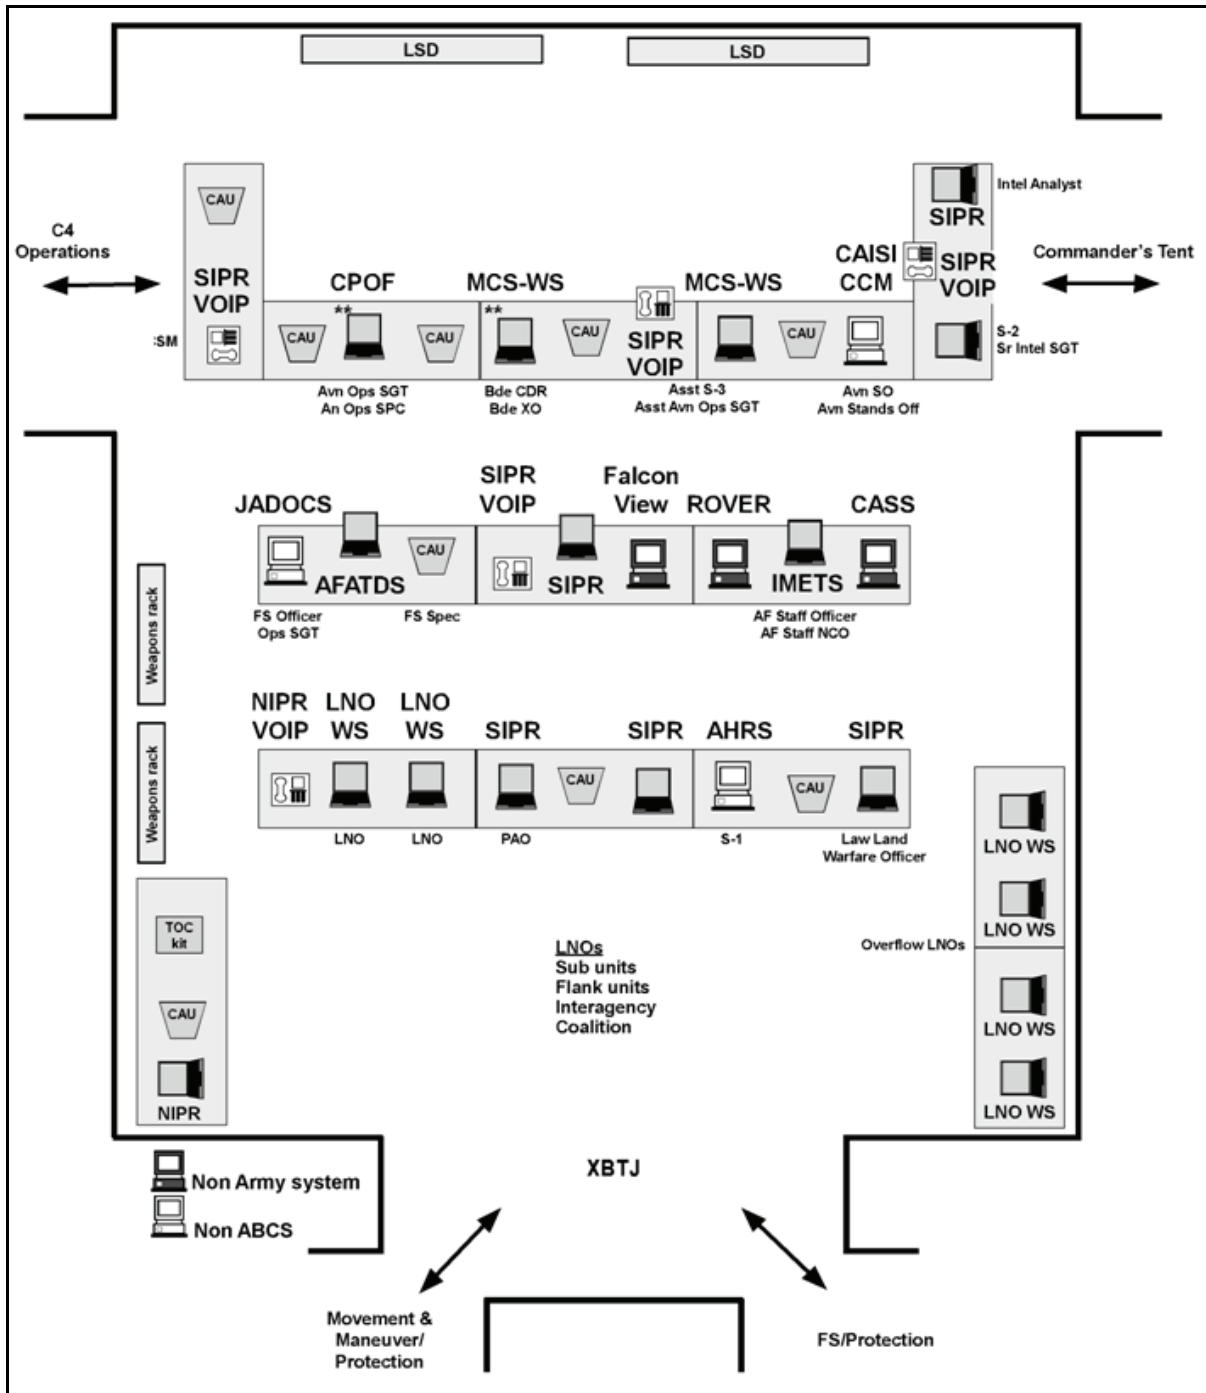 LSD
LSD
CAU
SIPR
VOIP
:SM
C4
Operations
CPOF
**
CAU
CAU
Avn Ops SGT
An Ops SPC
MCS-WS
**
CAU
Bde CDR
Bde XO
SIPR
VOIP
MCS-WS
CAU
Asst S-3
Asst Avn Ops SGT
CAISI
CCM
Avn SO
Avn Stands Off
SIPR
Intel Analyst
SIPR
VOIP
S-2
Sr Intel SGT
Commander's Tent
JADOCS
AFATDS
CAU
FS Officer
Ops SGT
FS Spec
SIPR
VOIP
SIPR
Falcon
View
ROVER
IMETS
CASS
AF Staff Officer
AF Staff NCO
Weapons rack
Weapons rack
NIPR
VOIP
LNO
WS
LNO
WS
LNO
LNO
SIPR
CAU
SIPR
PAO
AHRS
CAU
SIPR
S-1
Law Land
Warfare Officer
TOC
kit
CAU
NIPR
LNOs
Sub units
Flank units
Interagency
Coalition
Overflow LNOs
LNO WS
LNO WS
LNO WS
LNO WS
Non Army system
Non ABCS
XBTJ
Movement &
Maneuver/
Protection
FS/Protection